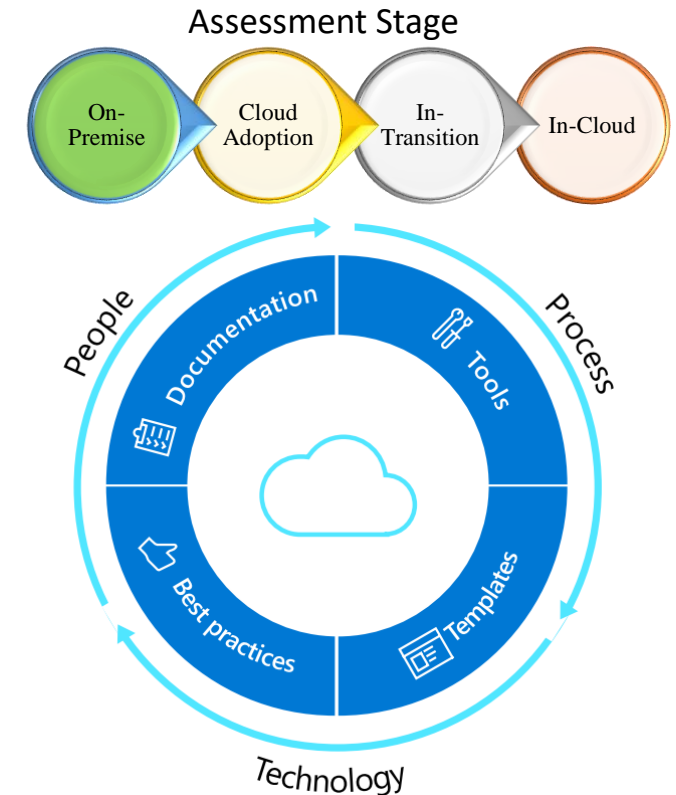 Assessment Stage
On-
Premise
Cloud
Adoption
In-
Transition
In-Cloud
People
Process
Documentation
Tools
Best practices
Templates
Technology